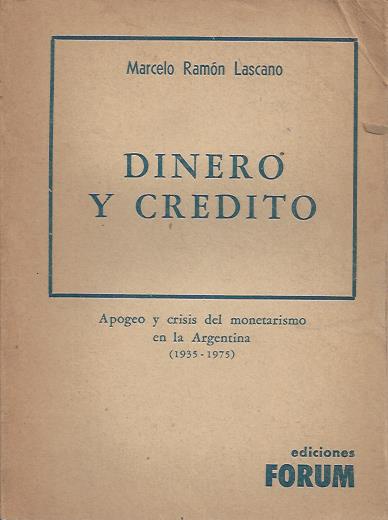 Marcelo Ramón Lascano
DINERO
Y CREDITO
Apogeo y crisis del monetarismo
en la Argentina
(1935-1975)
ediciones
FORUM